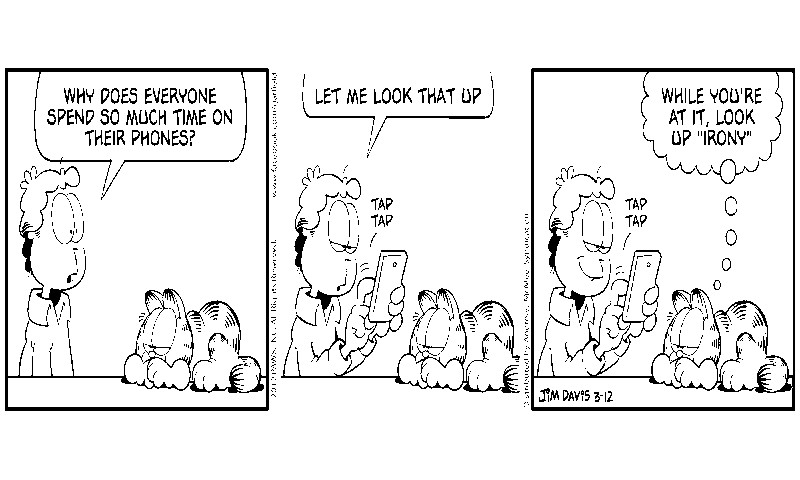 WHY DOES EVERYONE
SPEND SO MUCH TIME ON
THEIR PHONES?
LET ME LOOK THAT UP
TAP
TAP
WHILE YOU'RE
AT IT, LOOK
UP "IRONY"
TAP
TAP
JIM DAVIS 3-12